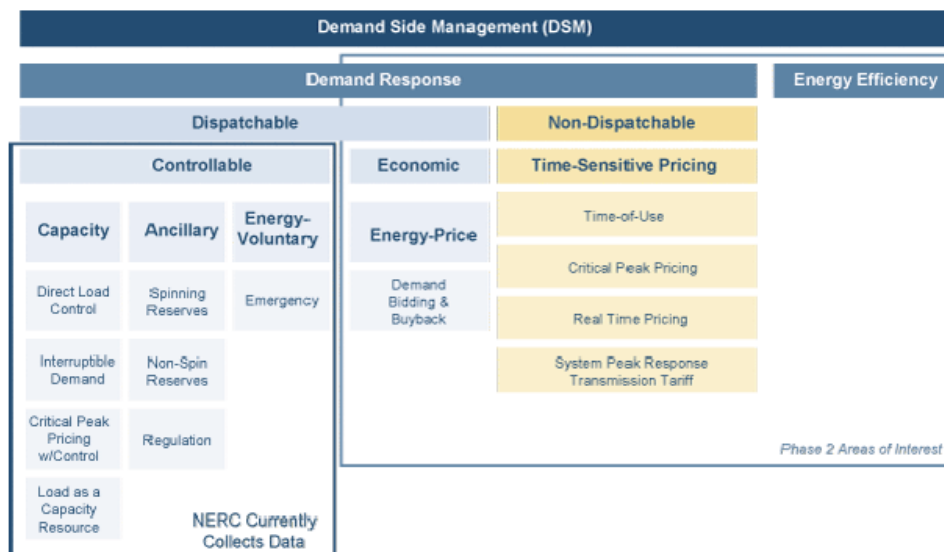 Demand Side Management (DSM)
Demand Response
Energy Efficiency
Dispatchable
Non-Dispatchable
Controllable
Economic
Time-Sensitive Pricing
Capacity
Ancillary
Energy-
Voluntary
Energy-Price
Time-of-Use
Critical Peak Pricing
Real Time Pricing
System Peak Response
Transmission Tariff
Direct Load
Control
Spinning
Reserves
Emergency
Demand
Bidding &
Buyback
Interruptible
Demand
Non-Spin
Reserves
Critical Peak
Pricing
w/Control
Regulation
Load as a
Capacity
Resource
NERC Currently
Collects Data
Phase 2 Areas of Interest